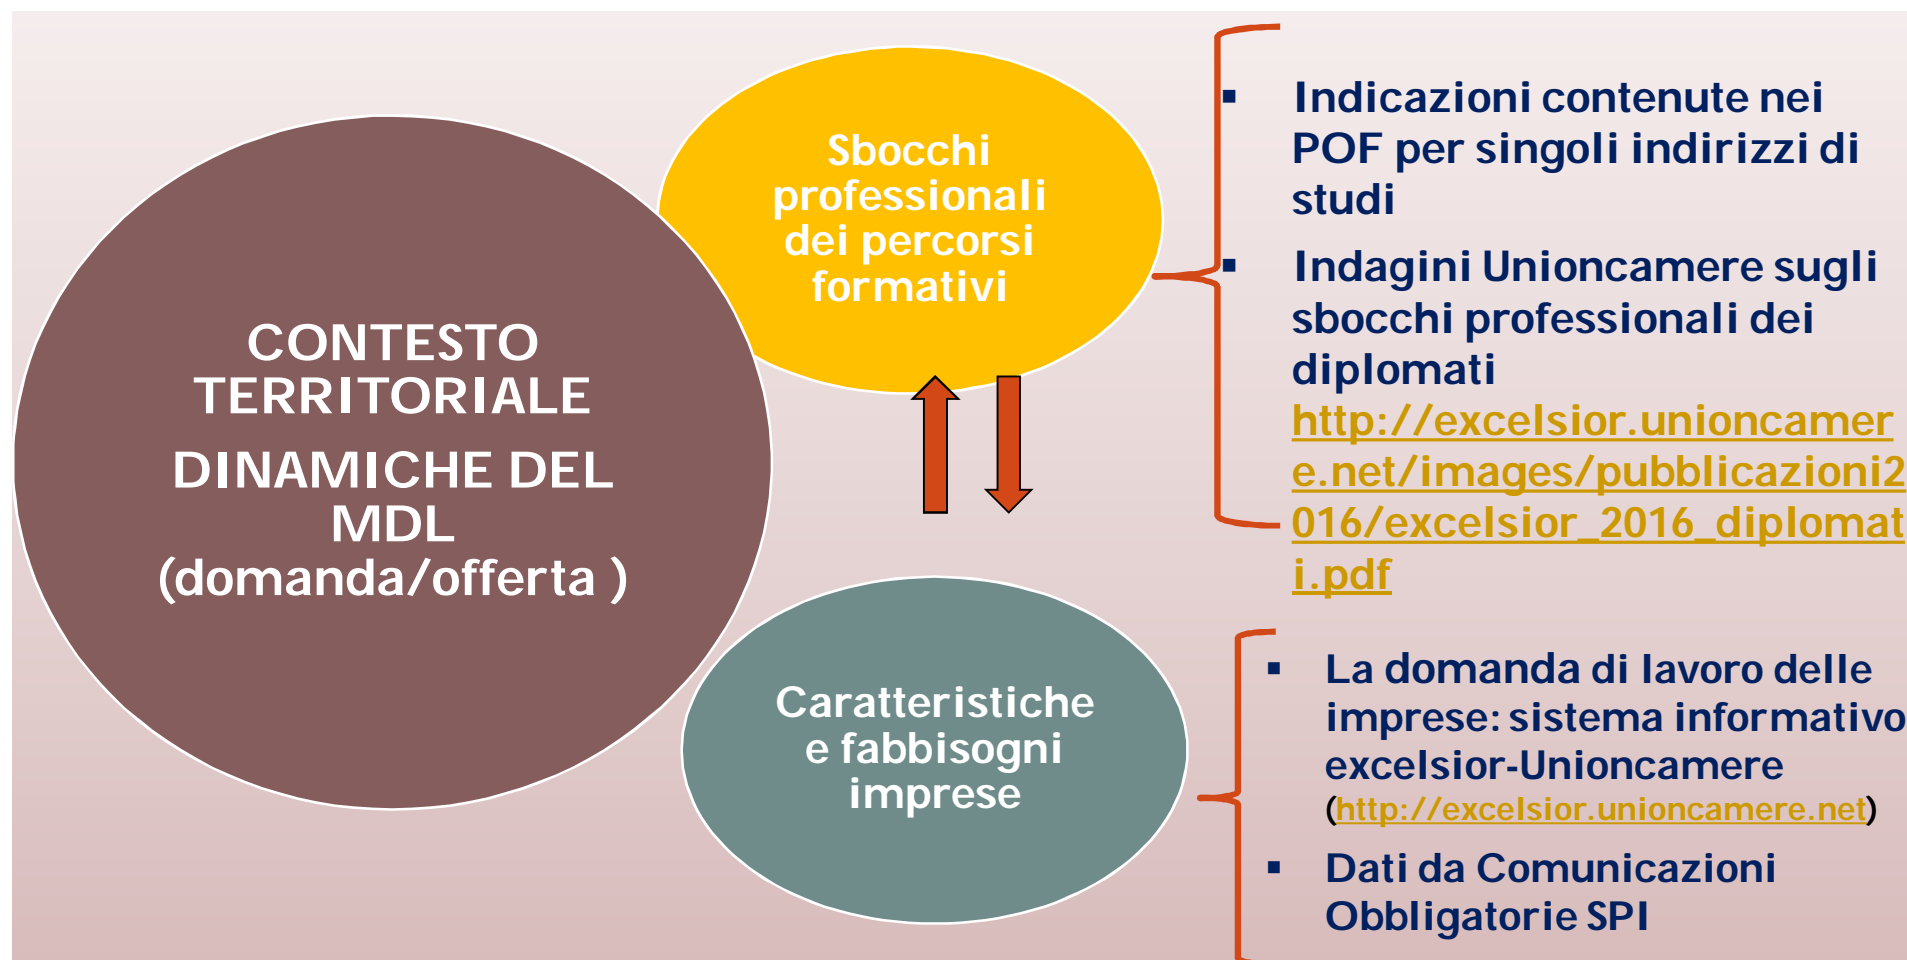 CONTESTO
TERRITORIALE
DINAMICHE DEL
MDL
(domanda/offerta )
Sbocchi
professionali
dei percorsi
formativi
▪ Indicazioni contenute nei
POF per singoli indirizzi di
studi
▪ Indagini Unioncamere sugli
sbocchi professionali dei
diplomati
http://excelsior.unioncamer
e.net/images/pubblicazioni2
016/excelsior_2016_diplomat
i.pdf
Caratteristiche
e fabbisogni
imprese
▪ La domanda di lavoro delle
imprese: sistema informativo
excelsior-Unioncamere
(http://excelsior.unioncamere.net)
▪ Dati da Comunicazioni
Obbligatorie SPI